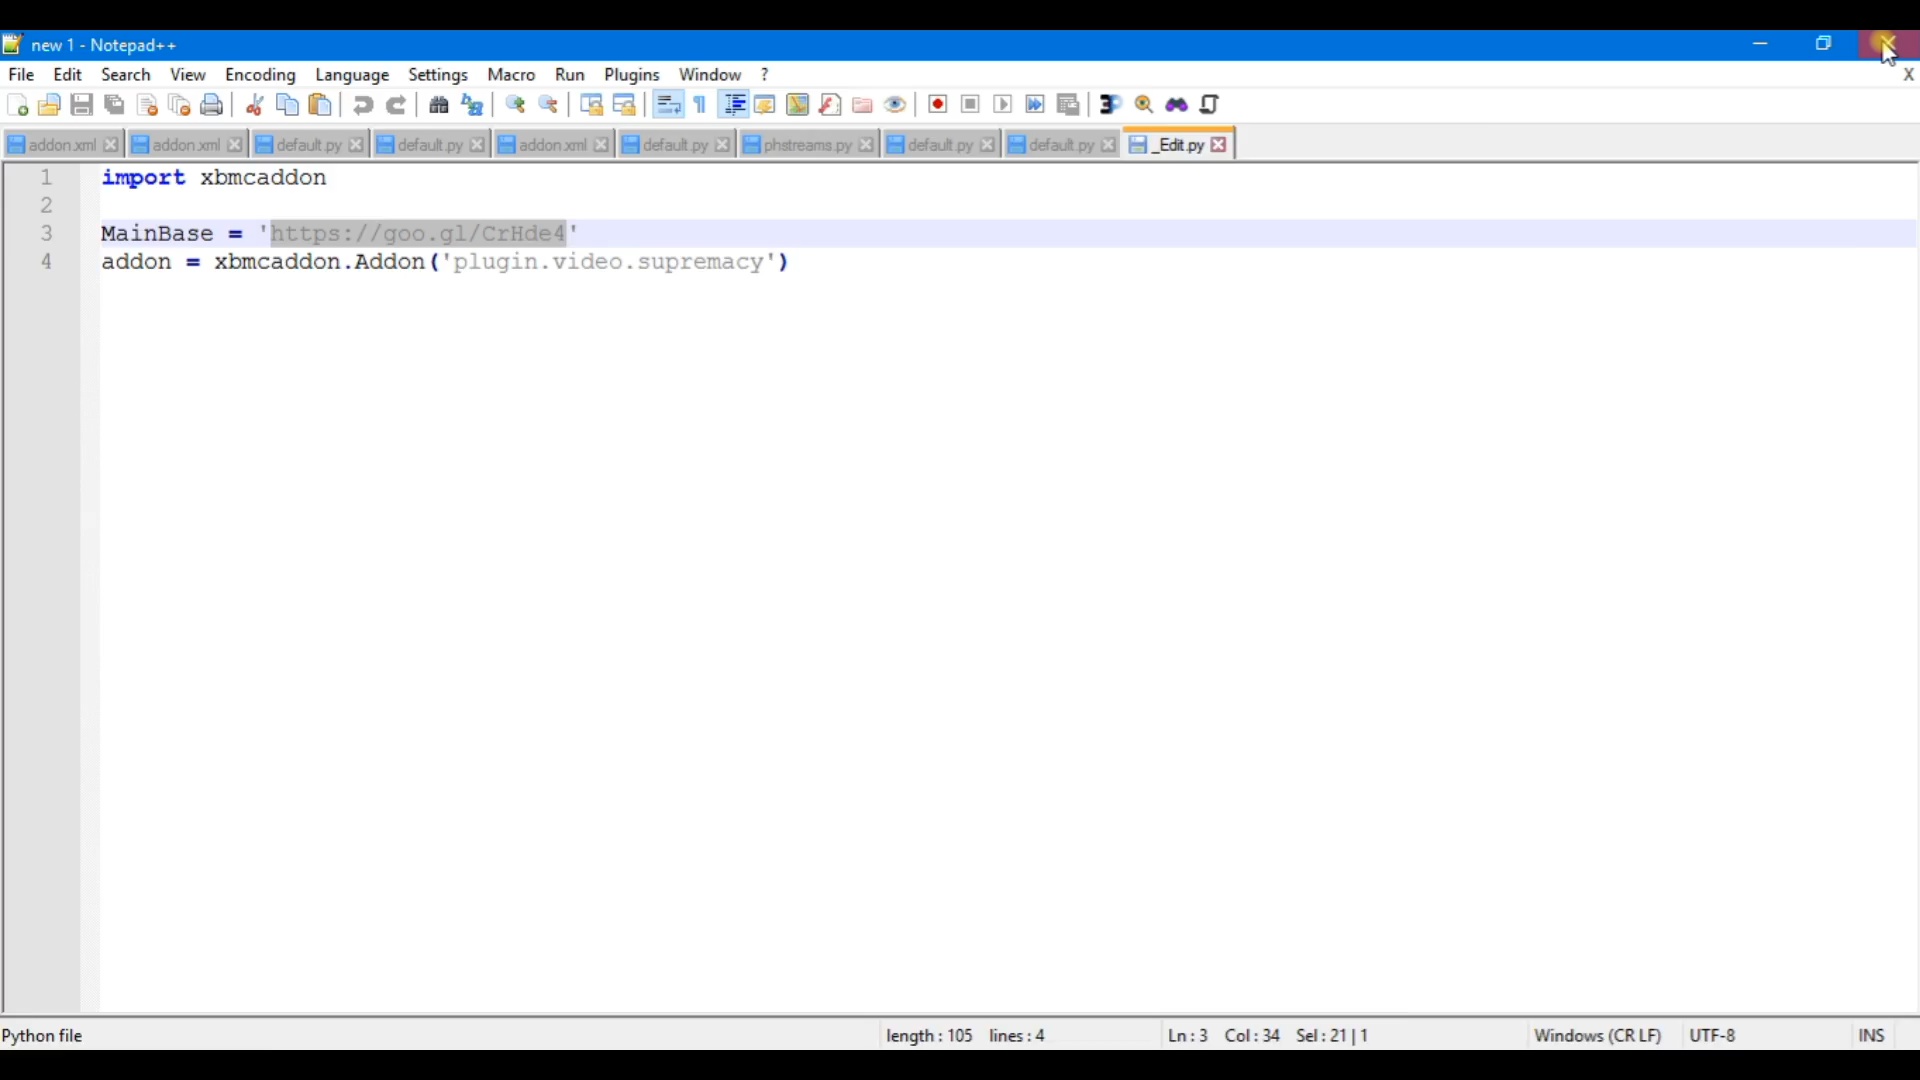 new 1 - Notepad++
File Edit Search View Encoding Language Settings Macro Run Plugins Window ? X
addon.xml addon.xml default.py default.py addon.xml default.py phstreams.py default.py default.py _Edit.py
1 import xbmcaddon
2
3 MainBase = 'https://goo.gl/CrHde4'
4 addon = xbmcaddon.Addon('plugin.video.supremacy')
Python file length : 105 lines : 4 Ln : 3 Col : 34 Sel : 21 | 1 Windows (CR LF) UTF-8 INS